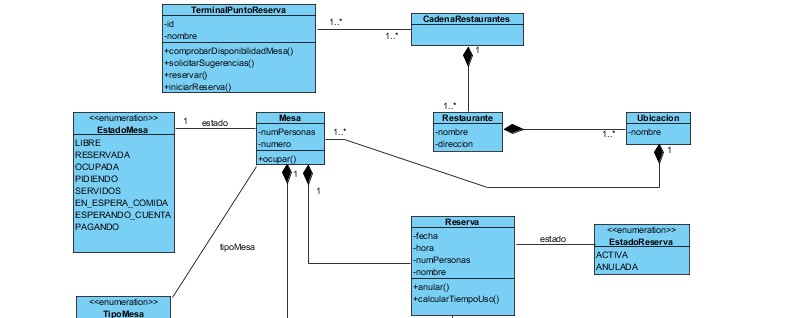 TerminalPuntoReserva
-id
-nombre
+comprobarDisponibilidadMesa()
+solicitarSugerencias()
+reservar()
+iniciarReserva()
1..*
1..*
CadenaRestaurantes
1
1..*
Restaurante
-nombre
-direccion
1..*
Ubicacion
-nombre
1
<<enumeration>>
EstadoMesa
LIBRE
RESERVADA
OCUPADA
PIDIENDO
SERVIDOS
EN_ESPERA_COMIDA
ESPERANDO_CUENTA
PAGANDO
1
estado
Mesa
-numPersonas
-numero
+ocupar()
1..*
1
1
tipoMesa
Reserva
-fecha
-hora
-numPersonas
-nombre
+anular()
+calcularTiempoUso()
estado
<<enumeration>>
EstadoReserva
ACTIVA
ANULADA
<<enumeration>>
TipoMesa